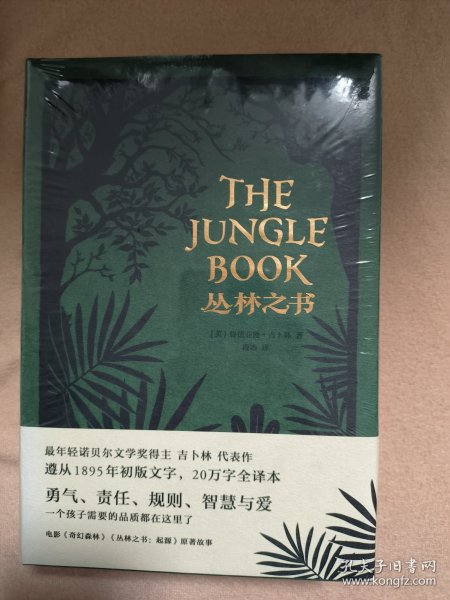 THE
JUNGLE
BOOK
丛林之书
[英] 鲁德亚德·吉卜林 著
译
最年轻诺贝尔文学奖得主 吉卜林 代表作
遵从1895年初版文字，20万字全译本
勇气、责任、规则、智慧与爱
一个孩子需要的品质都在这里了
电影《奇幻森林》《丛林之书：起源》原著故事
孔夫子旧书网
www.kongfz.com